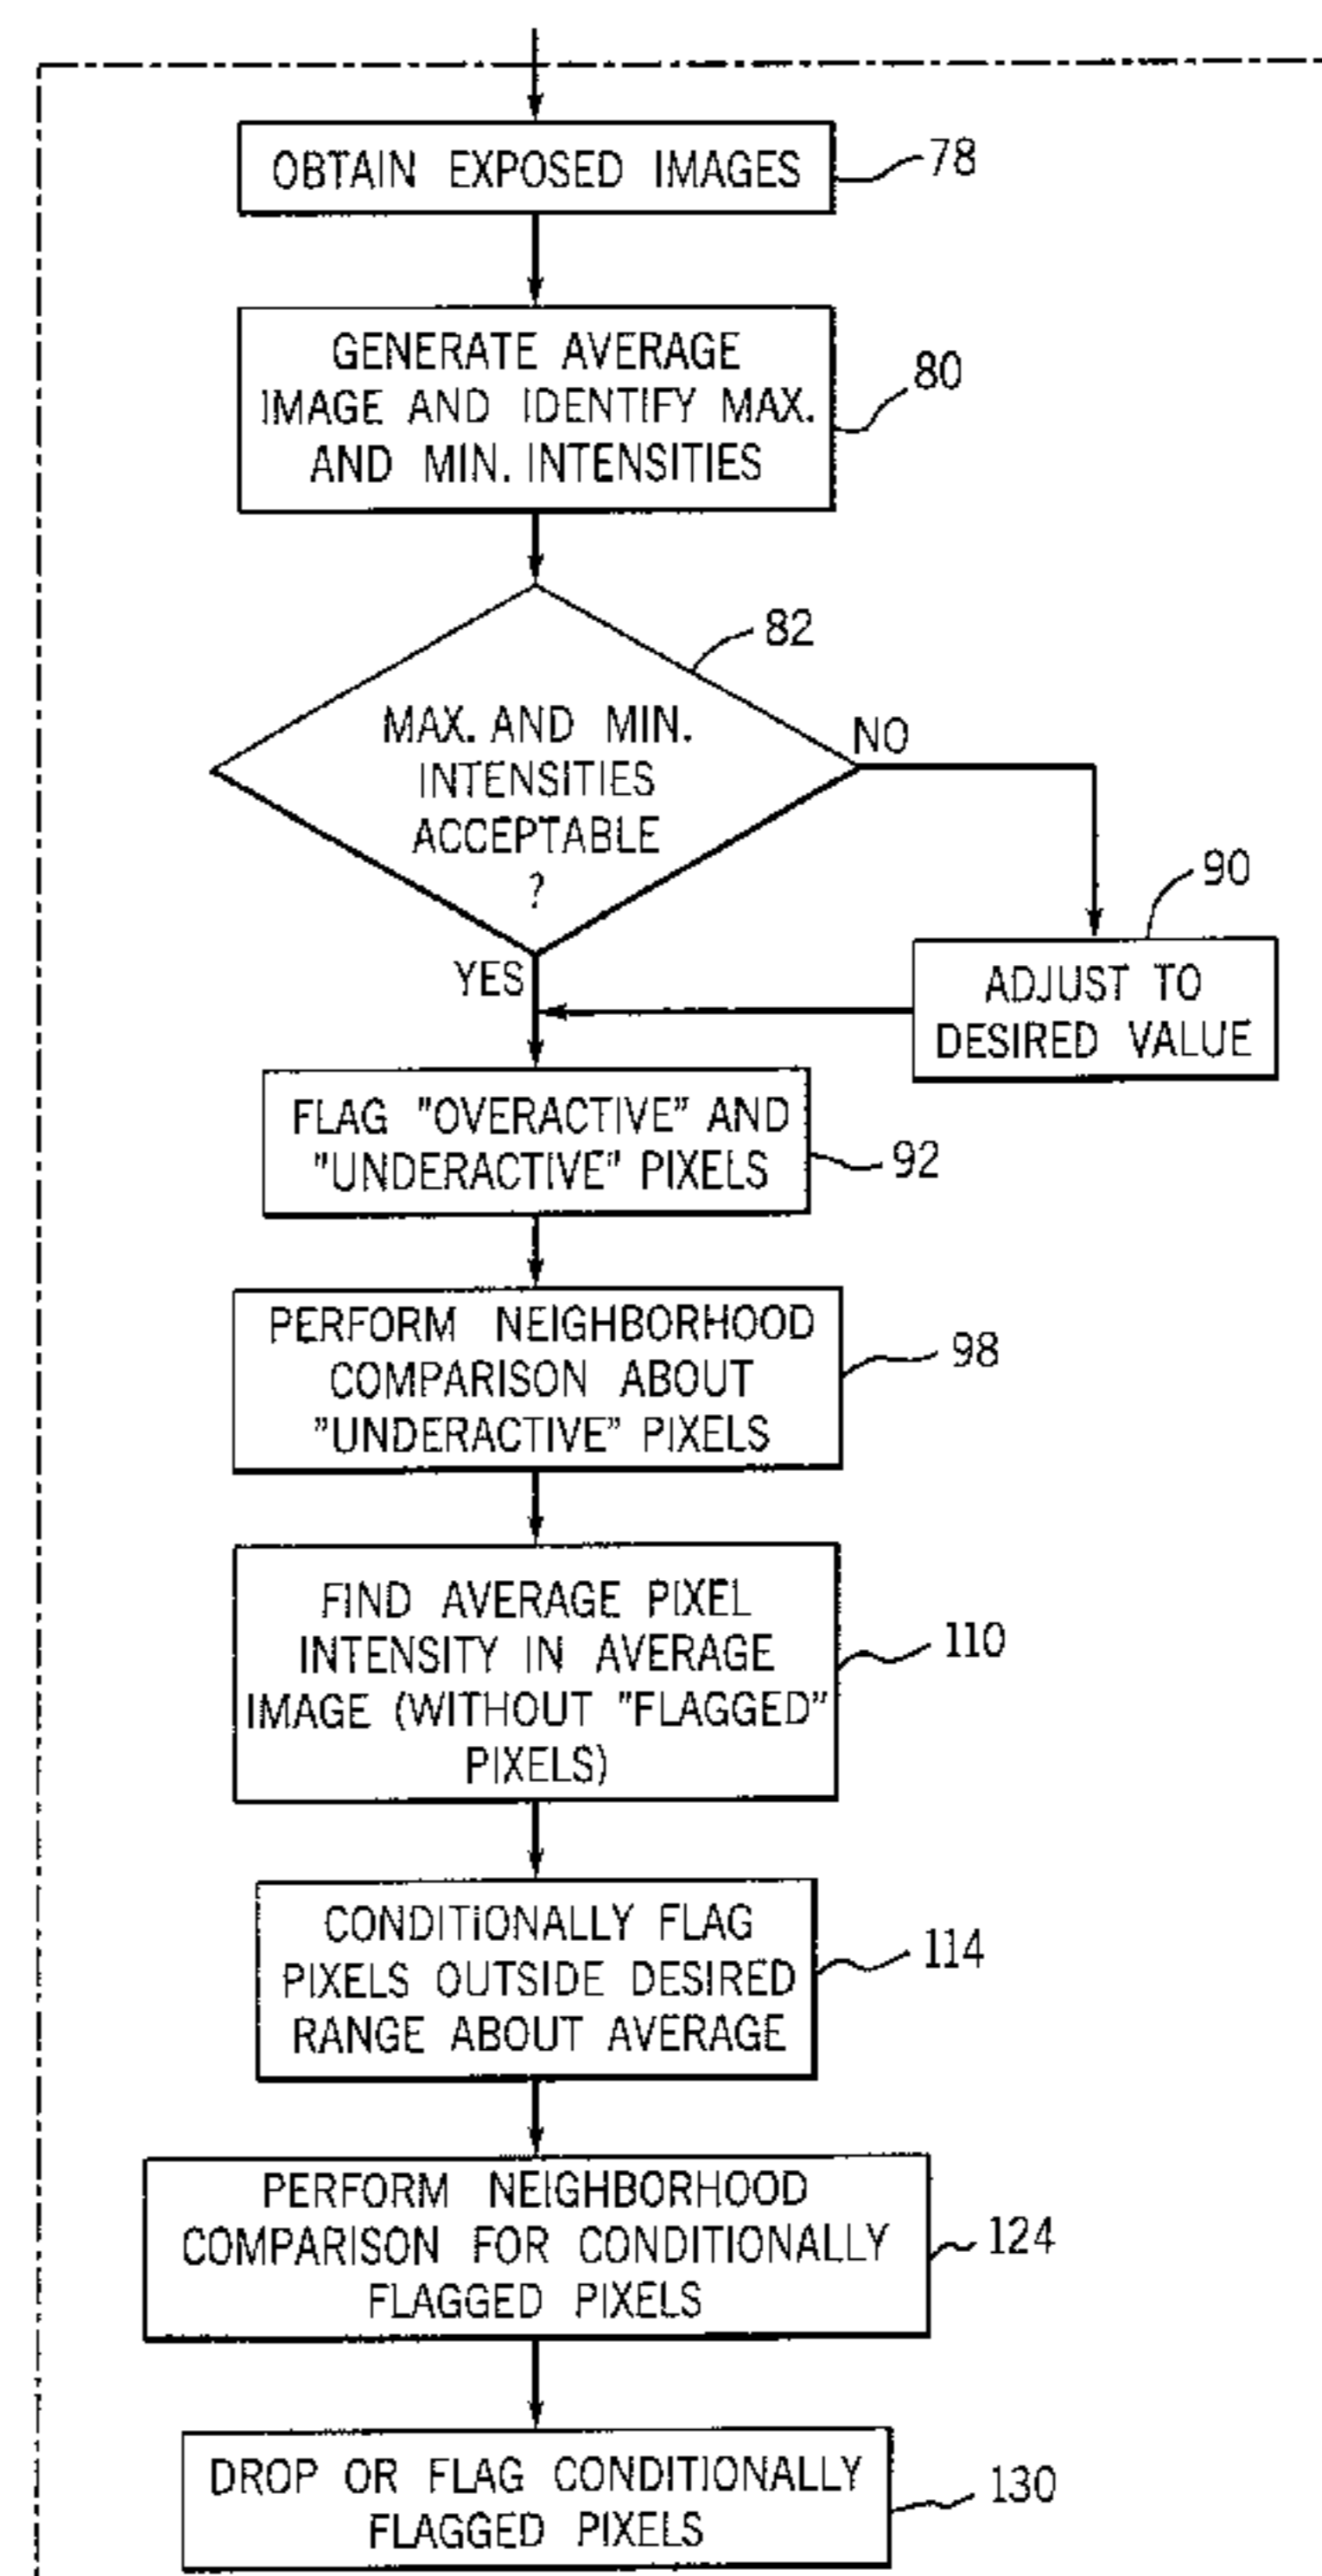 OBTAIN EXPOSED IMAGES
78
GENERATE AVERAGE
IMAGE AND IDENTIFY MAX.
AND MIN. INTENSITIES
80
82
MAX. AND MIN.
INTENSITIES
ACCEPTABLE
?
NO
90
YES
ADJUST TO
DESIRED VALUE
FLAG "OVERACTIVE" AND
"UNDERACTIVE" PIXELS
92
PERFORM NEIGHBORHOOD
COMPARISON ABOUT
"UNDERACTIVE" PIXELS
98
FIND AVERAGE PIXEL
INTENSITY IN AVERAGE
IMAGE (WITHOUT "FLAGGED"
PIXELS)
110
CONDITIONALLY FLAG
PIXELS OUTSIDE DESIRED
RANGE ABOUT AVERAGE
114
PERFORM NEIGHBORHOOD
COMPARISON FOR CONDITIONALLY
FLAGGED PIXELS
124
DROP OR FLAG CONDITIONALLY
FLAGGED PIXELS
130